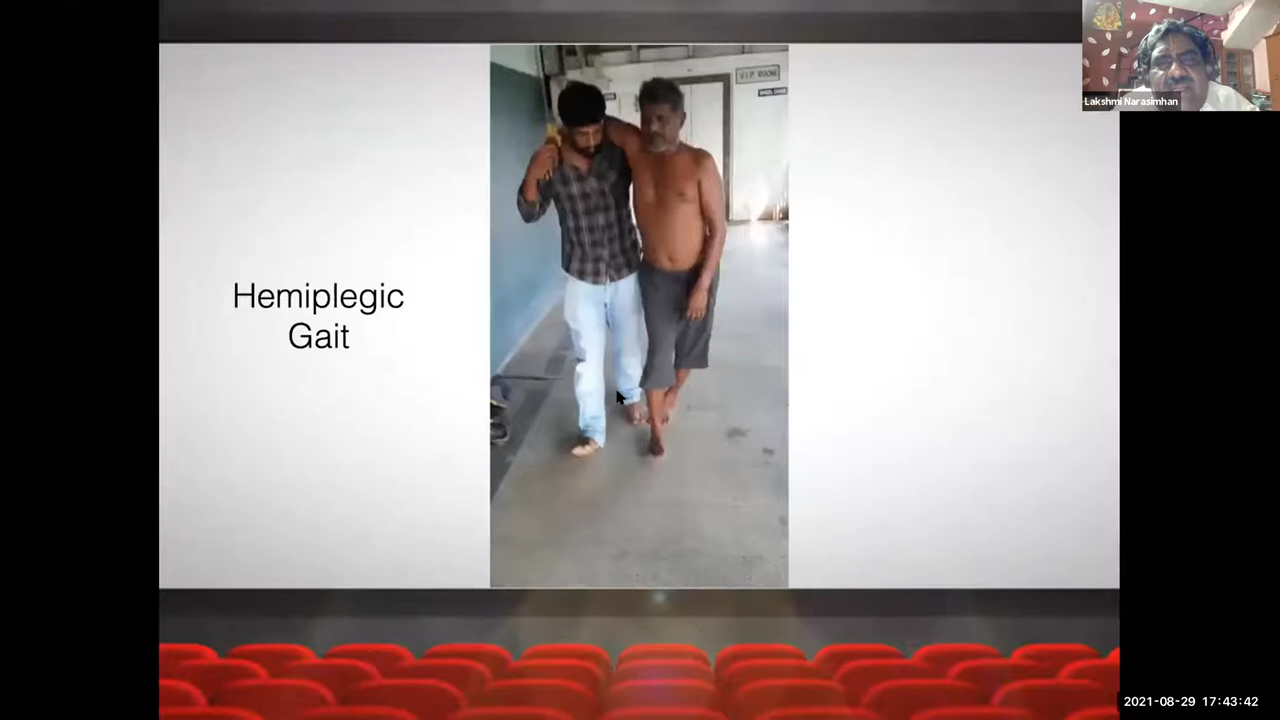 V.I.P. ROOM
Lakshmi Narasimhan
Hemiplegic
Gait
2021-08-29 17:43:42